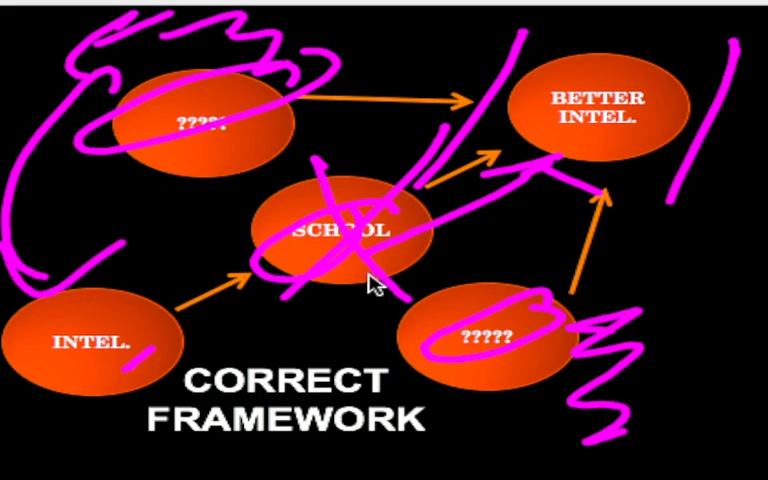 ?????
BETTER
INTEL.
SCHOOL
INTEL.
?????
CORRECT
FRAMEWORK